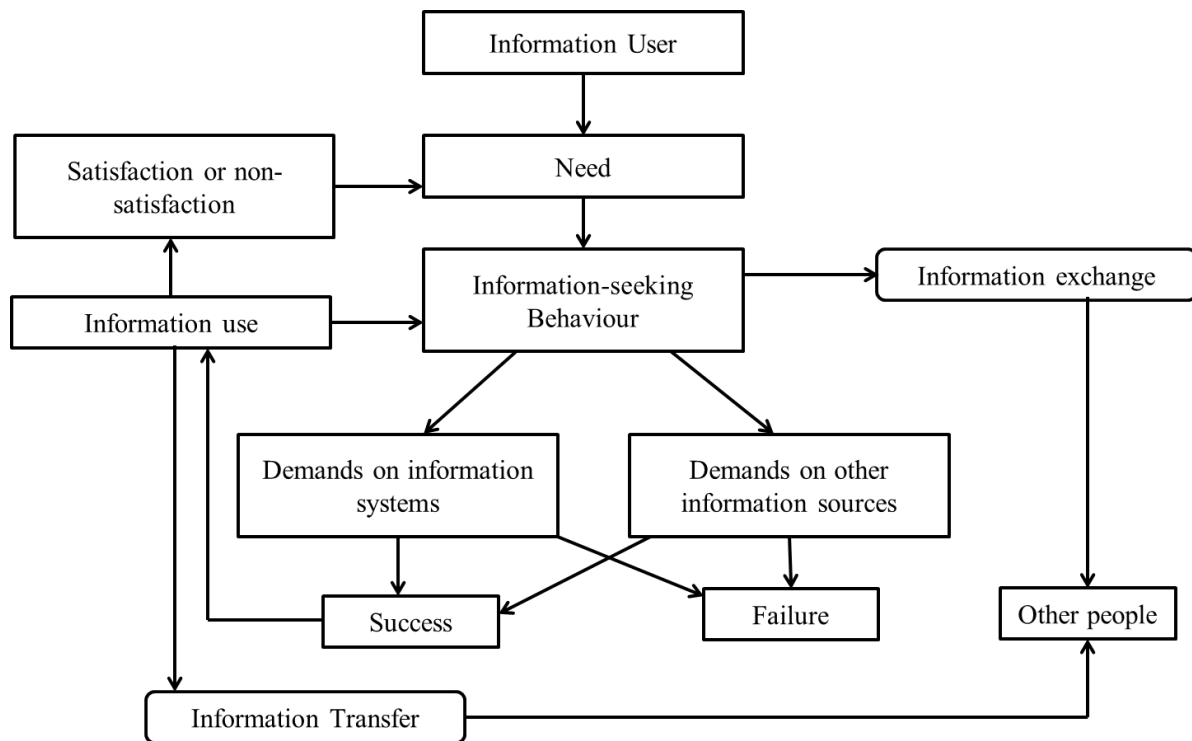 Information User
Satisfaction or non-
satisfaction
Need
Information-seeking
Behaviour
Information exchange
Information use
Demands on information
systems
Demands on other
information sources
Success
Failure
Other people
Information Transfer